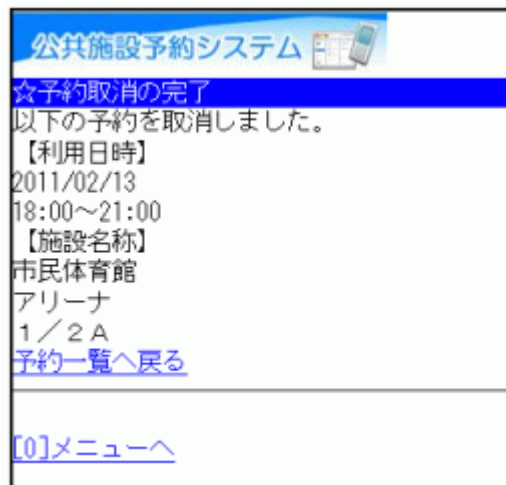 公共施設予約システム
☆予約取消の完了
以下の予約を取消しました。
【利用日時】
2011/02/13
18:00～21:00
【施設名称】
市民体育館
アリーナ
１／２Ａ
予約一覧へ戻る
[0]メニューへ